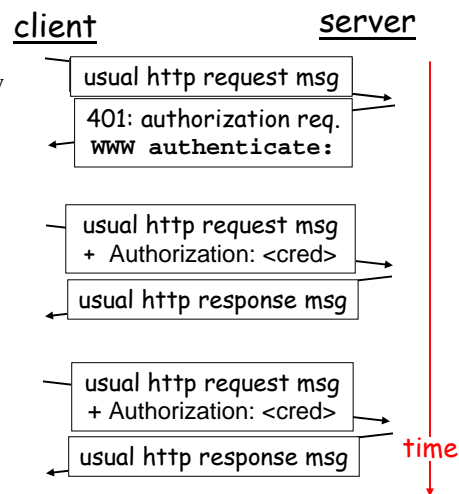 client
server
usual http request msg
401: authorization req.
WWW authenticate:
usual http request msg
+ Authorization: <cred>
usual http response msg
usual http request msg
+ Authorization: <cred>
usual http response msg
time